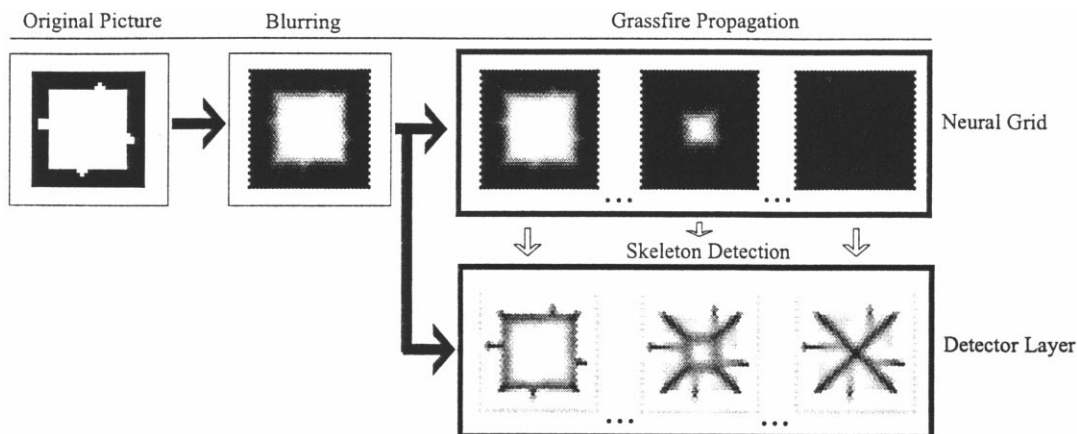 Original Picture
Blurring
Grassfire Propagation
Neural Grid
...
...
Skeleton Detection
Detector Layer
...
...